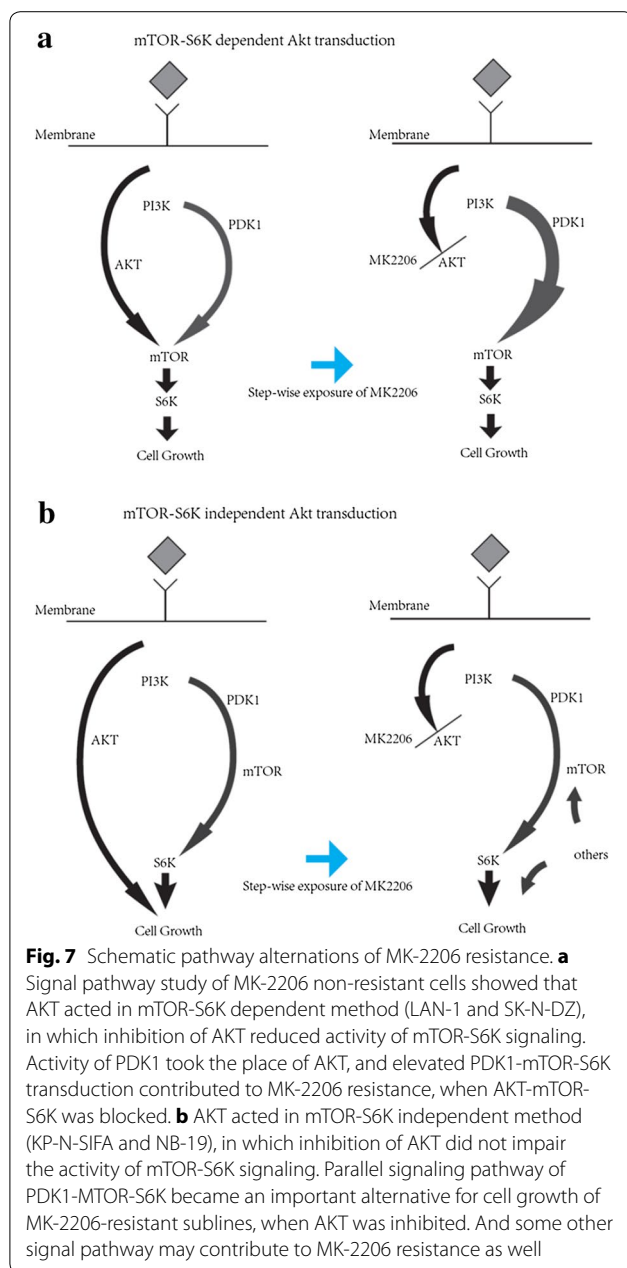 a
mTOR-S6K dependent Akt transduction
Membrane
PI3K
PDK1
AKT
mTOR
S6K
Cell Growth
Step-wise exposure of MK2206
Membrane
PI3K
PDK1
MK2206
AKT
mTOR
S6K
Cell Growth
b
mTOR-S6K independent Akt transduction
Membrane
PI3K
PDK1
AKT
mTOR
S6K
Cell Growth
Step-wise exposure of MK2206
Membrane
PI3K
PDK1
MK2206
AKT
mTOR
others
S6K
Cell Growth
Fig. 7 Schematic pathway alternations of MK-2206 resistance. a
Signal pathway study of MK-2206 non-resistant cells showed that
AKT acted in mTOR-S6K dependent method (LAN-1 and SK-N-DZ),
in which inhibition of AKT reduced activity of mTOR-S6K signaling.
Activity of PDK1 took the place of AKT, and elevated PDK1-mTOR-S6K
transduction contributed to MK-2206 resistance, when AKT-mTOR-
S6K was blocked. b AKT acted in mTOR-S6K independent method
(KP-N-SIFA and NB-19), in which inhibition of AKT did not impair
the activity of mTOR-S6K signaling. Parallel signaling pathway of
PDK1-MTOR-S6K became an important alternative for cell growth of
MK-2206-resistant sublines, when AKT was inhibited. And some other
signal pathway may contribute to MK-2206 resistance as well